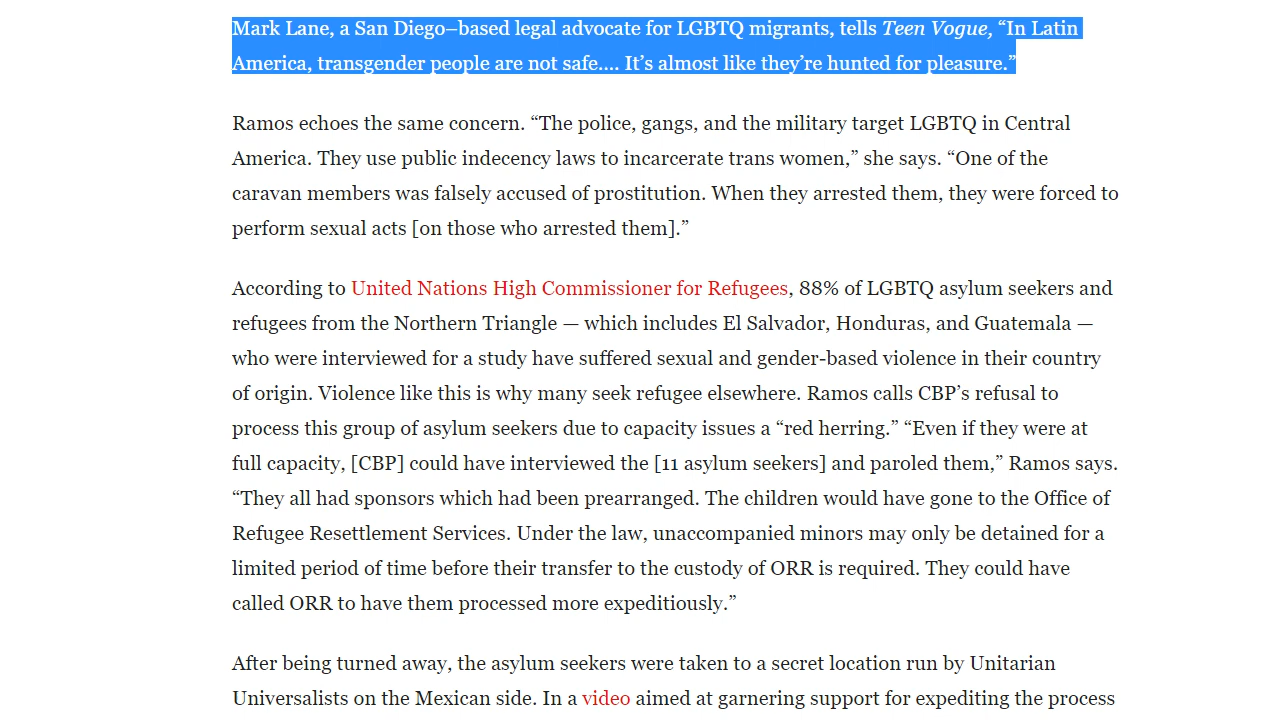 Mark Lane, a San Diego–based legal advocate for LGBTQ migrants, tells Teen Vogue, “In Latin
America, transgender people are not safe.... It’s almost like they’re hunted for pleasure.”
Ramos echoes the same concern. “The police, gangs, and the military target LGBTQ in Central
America. They use public indecency laws to incarcerate trans women,” she says. “One of the
caravan members was falsely accused of prostitution. When they arrested them, they were forced to
perform sexual acts [on those who arrested them].”
According to United Nations High Commissioner for Refugees, 88% of LGBTQ asylum seekers and
refugees from the Northern Triangle — which includes El Salvador, Honduras, and Guatemala —
who were interviewed for a study have suffered sexual and gender-based violence in their country
of origin. Violence like this is why many seek refugee elsewhere. Ramos calls CBP’s refusal to
process this group of asylum seekers due to capacity issues a “red herring.” “Even if they were at
full capacity, [CBP] could have interviewed the [11 asylum seekers] and paroled them,” Ramos says.
“They all had sponsors which had been prearranged. The children would have gone to the Office of
Refugee Resettlement Services. Under the law, unaccompanied minors may only be detained for a
limited period of time before their transfer to the custody of ORR is required. They could have
called ORR to have them processed more expeditiously.”
After being turned away, the asylum seekers were taken to a secret location run by Unitarian
Universalists on the Mexican side. In a video aimed at garnering support for expediting the process